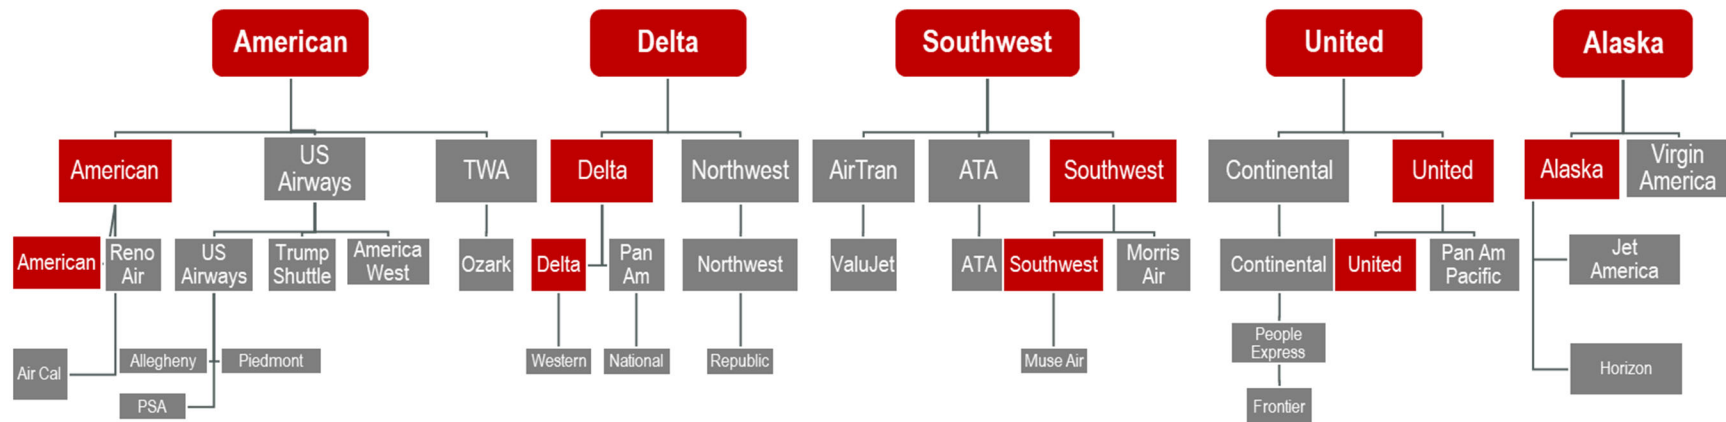 American
Delta
Southwest
United
Alaska
American
US
Airways
TWA
Delta
Northwest
AirTran
ATA
Southwest
Continental
United
Alaska
Virgin
America
American
Reno
Air
US
Airways
Trump
Shuttle
America
West
Ozark
Delta
Pan
Am
Northwest
ValuJet
ATA
Southwest
Morris
Air
Continental
United
Pan Am
Pacific
Jet
America
Air Cal
Allegheny
Piedmont
Western
National
Republic
Muse Air
People
Express
Horizon
PSA
Frontier